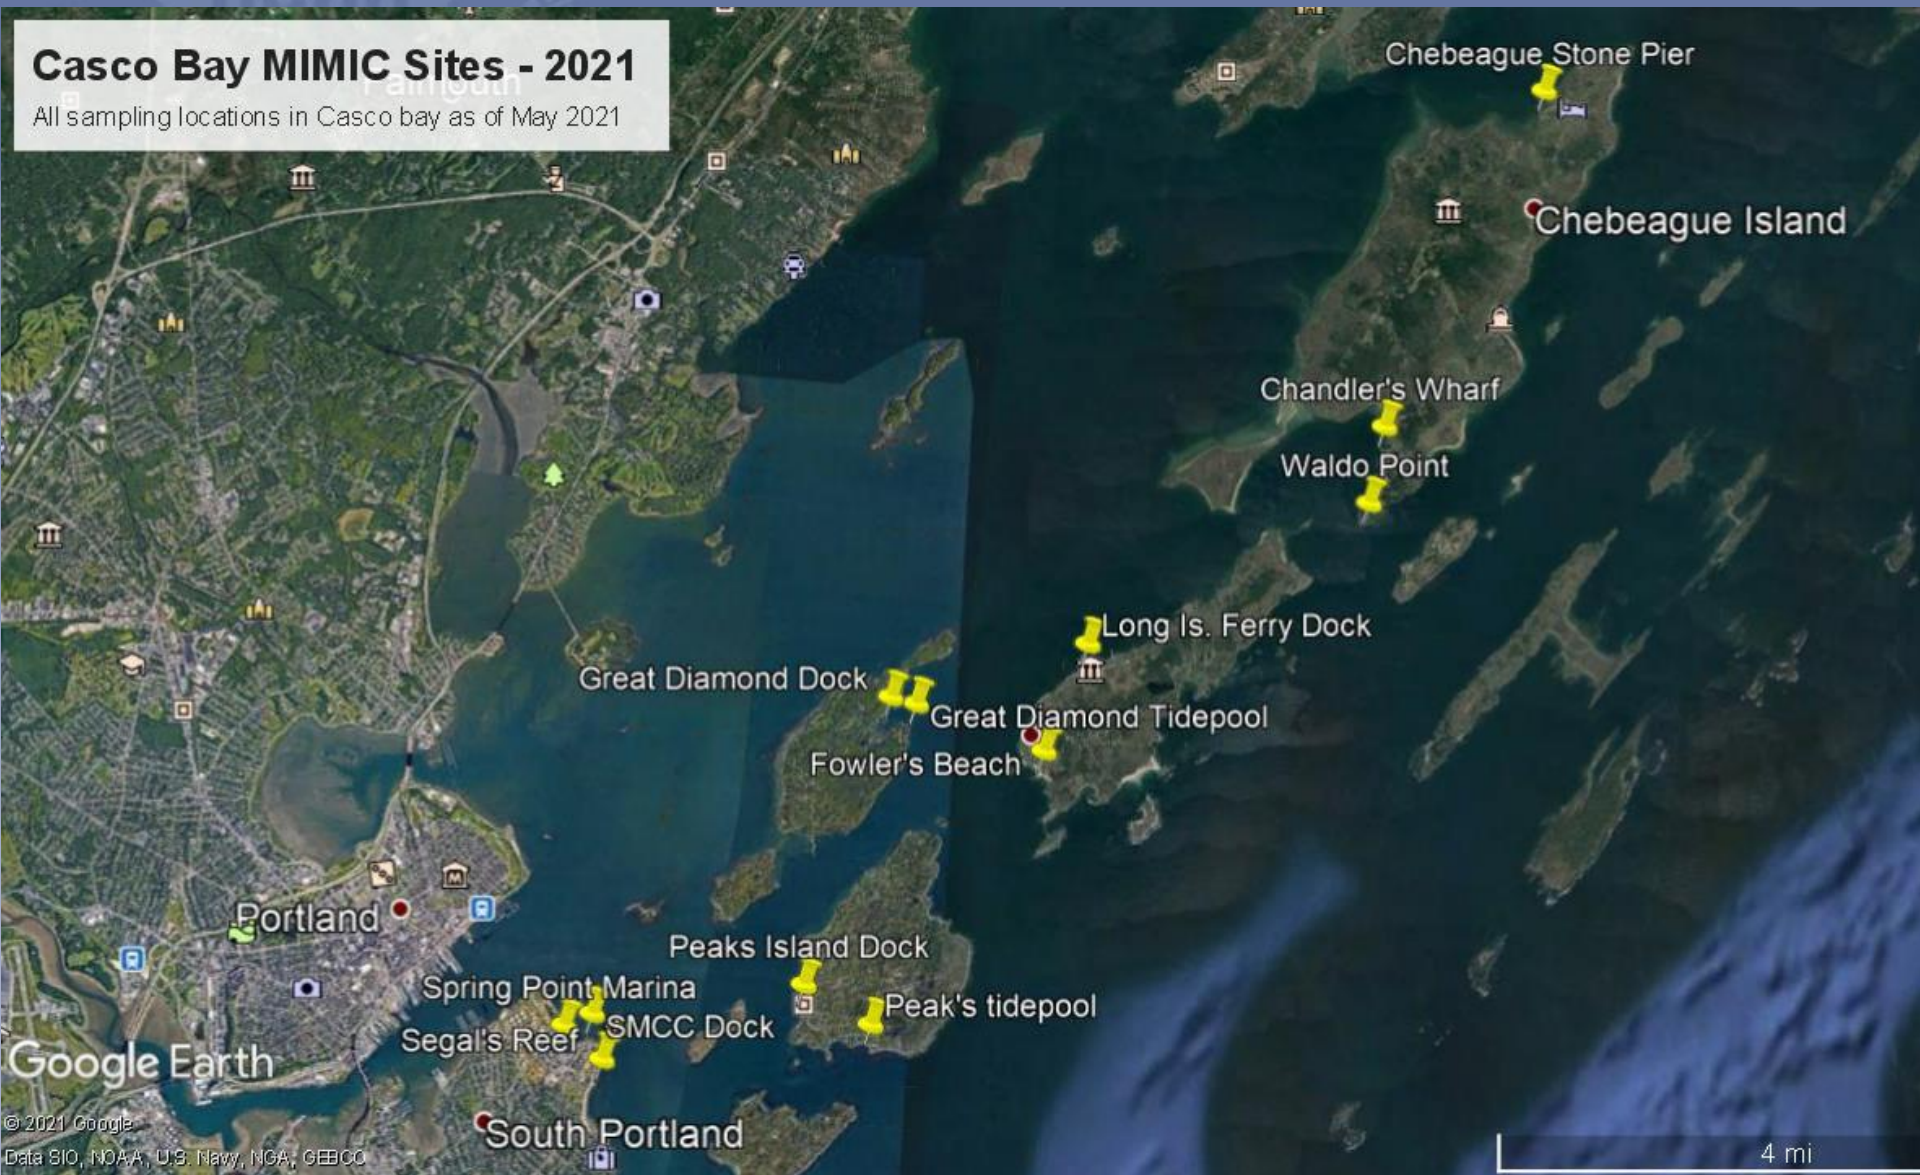 Casco Bay MIMIC Sites - 2021
Falmouth
All sampling locations in Casco bay as of May 2021
Chebeague Stone Pier
Chebeague Island
Chandler's Wharf
Waldo Point
Long Is. Ferry Dock
Great Diamond Dock
Great Diamond Tidepool
Fowler's Beach
Portland
Peaks Island Dock
Spring Point Marina
Peak's tidepool
SMCC Dock
Segal's Reef
Google Earth
South Portland
© 2021 Google
Data SIO, NOAA, U.S. Navy, NGA, GEBCO
4 mi